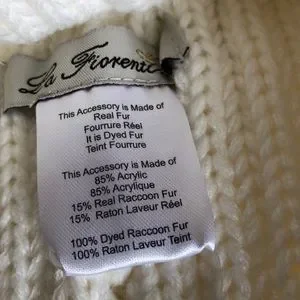 La Fiorenti
This Accessory is Made of
Real Fur
Fourrure Réel
It is Dyed Fur
Teint Fourrure
This Accessory is Made of
85% Acrylic
85% Acrylique
15% Real Raccoon Fur
15% Raton Laveur Réel
100% Dyed Raccoon Fur
100% Raton Laveur Teint